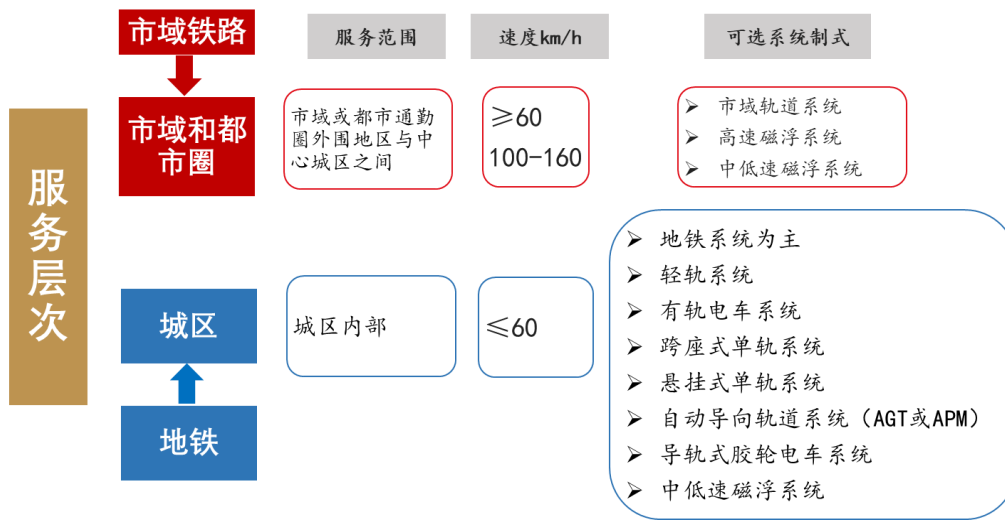 市域铁路
服务范围
速度km/h
可选系统制式
服务层次
市域和都
市圈
市域或都市通勤
圈外围地区与中
心城区之间
≥60
100-160
市域轨道系统
高速磁浮系统
中低速磁浮系统
城区
城区内部
≤60
地铁系统为主
轻轨系统
有轨电车系统
跨座式单轨系统
悬挂式单轨系统
自动导向轨道系统（AGT或APM）
导轨式胶轮电车系统
中低速磁浮系统
地铁